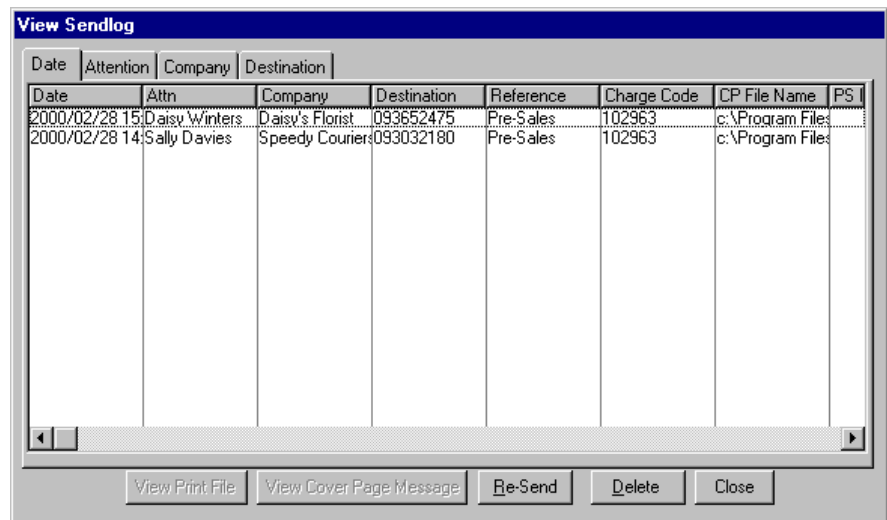 View Sendlog
Date Attention Company Destination
Date Attn Company Destination Reference Charge Code CP File Name PS
2000/02/28 15: Daisy Winters Daisy's Florist 093652475 Pre-Sales 102963 c:\Program Files
2000/02/28 14: Sally Davies Speedy Couriers 093032180 Pre-Sales 102963 c:\Program Files
View Print File View Cover Page Message Re-Send Delete Close